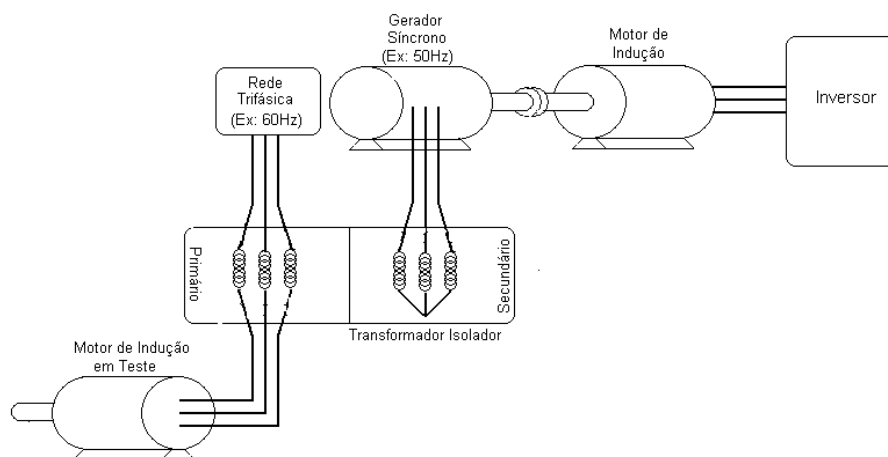 Gerador
Síncrono
(Ex: 50Hz)
Motor de
Indução
Rede
Trifásica
(Ex: 60Hz)
Inversor
Primário
Secundário
Transformador Isolador
Motor de Indução
em Teste